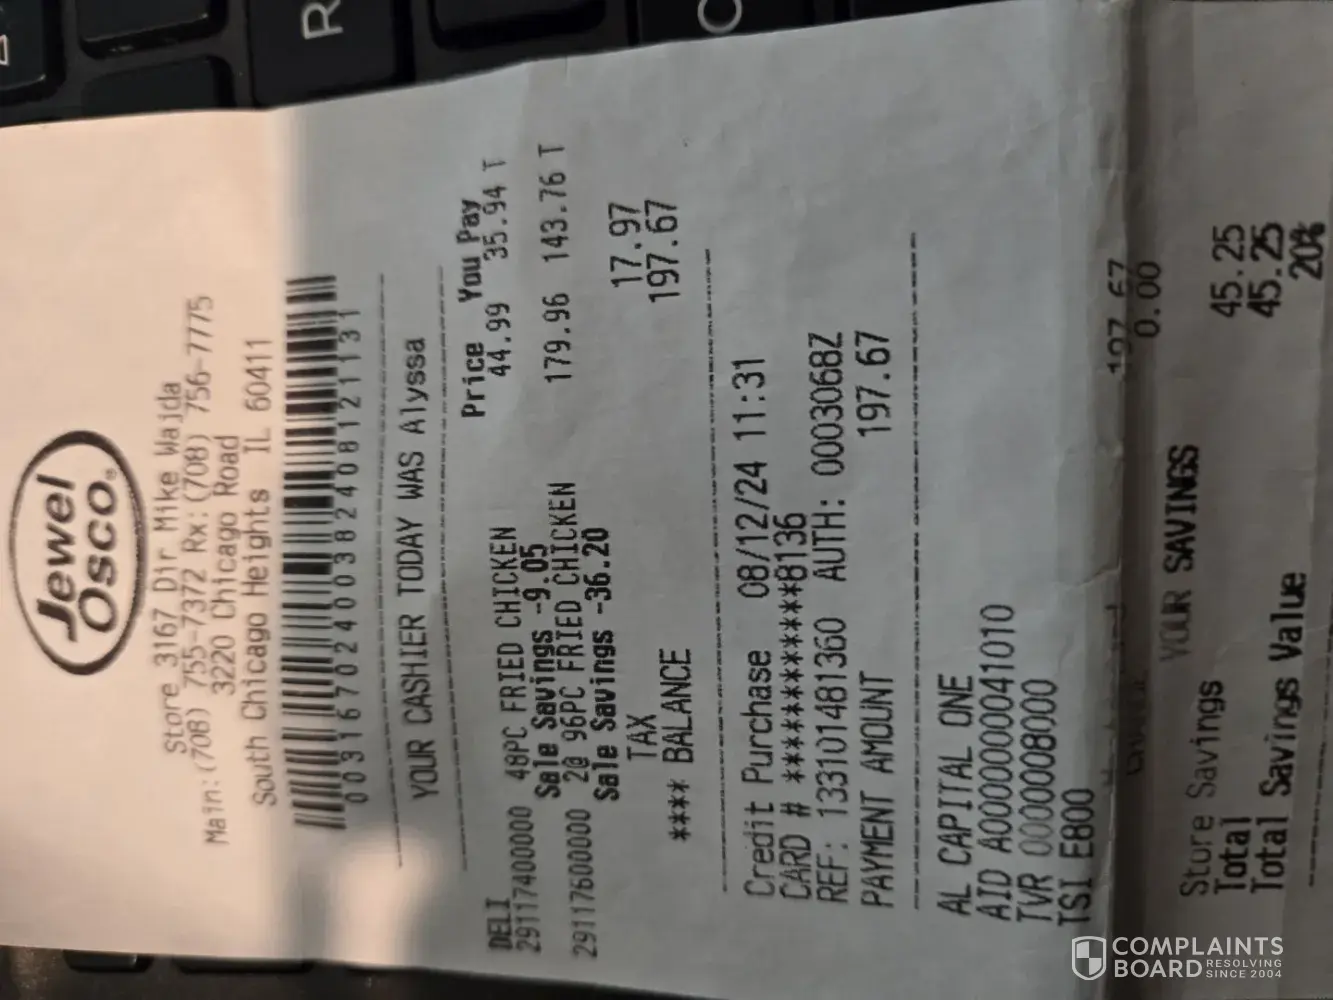 Jewel
Osco
Store 3167 Dir Mike Wajda
Main:(708) 755-7372 Rx:(708) 756-7775
3220 Chicago Road
South Chicago Heights IL 60411
00316702400382408121131
YOUR CASHIER TODAY WAS Alyssa
Price You Pay
DELI
29117400000 48PC FRIED CHICKEN 44.99 35.94 T
Sale Savings -9.05
29117600000 2@ 96PC FRIED CHICKEN 179.96 143.76 T
Sale Savings -36.20
TAX 17.97
**** BALANCE 197.67
Credit Purchase 08/12/24 11:31
CARD # ************8136
REF: 133101481360 AUTH: 0003068Z
PAYMENT AMOUNT 197.67
AL CAPITAL ONE
AID A0000000041010
TVR 0000008000
TSI E800
197.67
0.00
YOUR SAVINGS
Store Savings 45.25
Total 45.25
Total Savings Value 20%
COMPLAINTS
BOARD RESOLVING
SINCE 2004
R